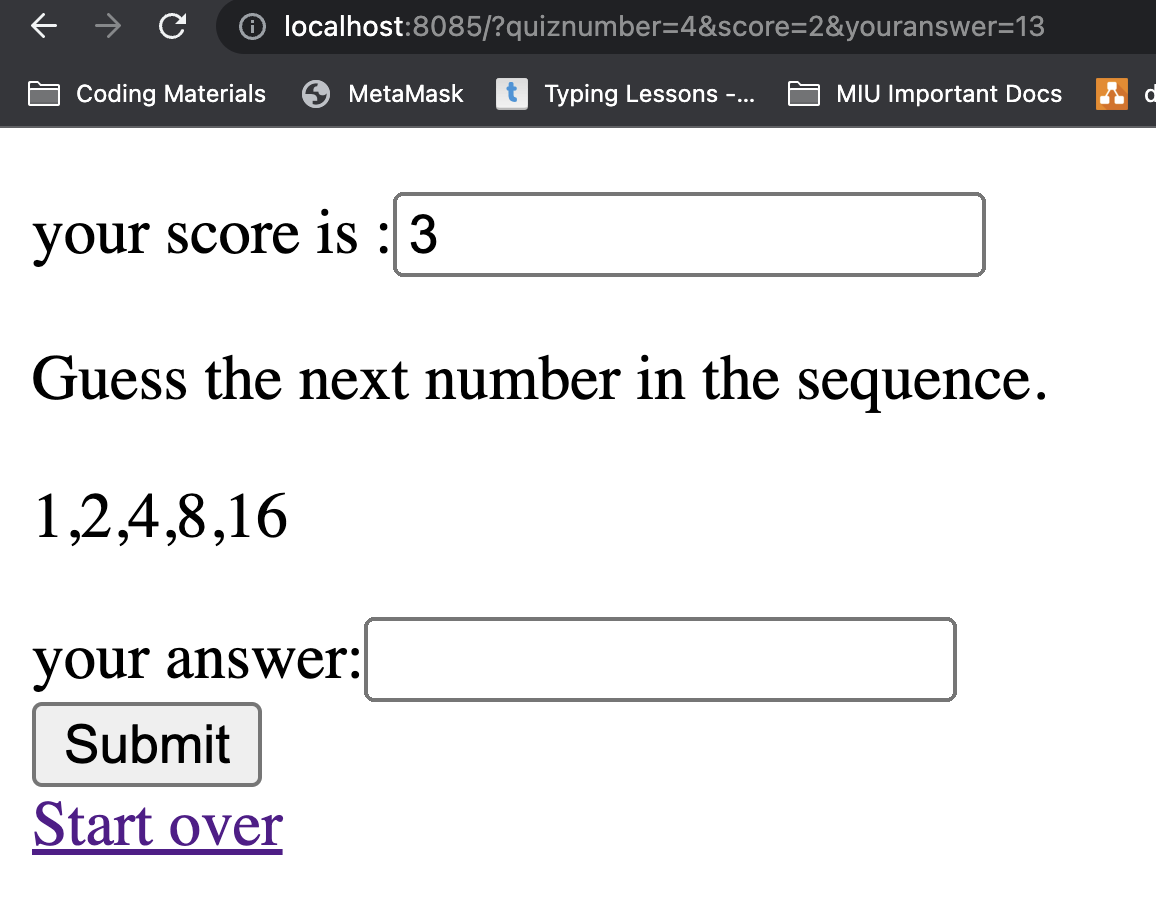 localhost:8085/?quiznumber=4&score=2&youranswer=13
Coding Materials MetaMask t Typing Lessons -... MIU Important Docs d
your score is : 3
Guess the next number in the sequence.
1,2,4,8,16
your answer:
Submit
Start over